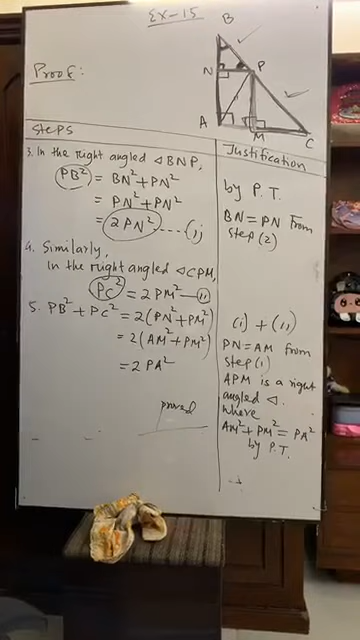 EX-15
Proof:
B
N
P
A
M
C
Steps
Justification
3. In the right angled ⊲ BNP,
PB² = BN² + PN²
= PN² + PN²
= 2PN² ---- (i)
by P.T.
BN = PN From
Step (2)
4. Similarly,
In the right angled ⊲ CPM,
PC² = 2PM² — (ii)
5. PB² + PC² = 2(PN² + PM²)
= 2(AM² + PM²)
= 2PA²
proved
(i) + (ii)
PN = AM from
Step (1)
APM is a right
angled ⊲.
where
AM² + PM² = PA²
by P.T.